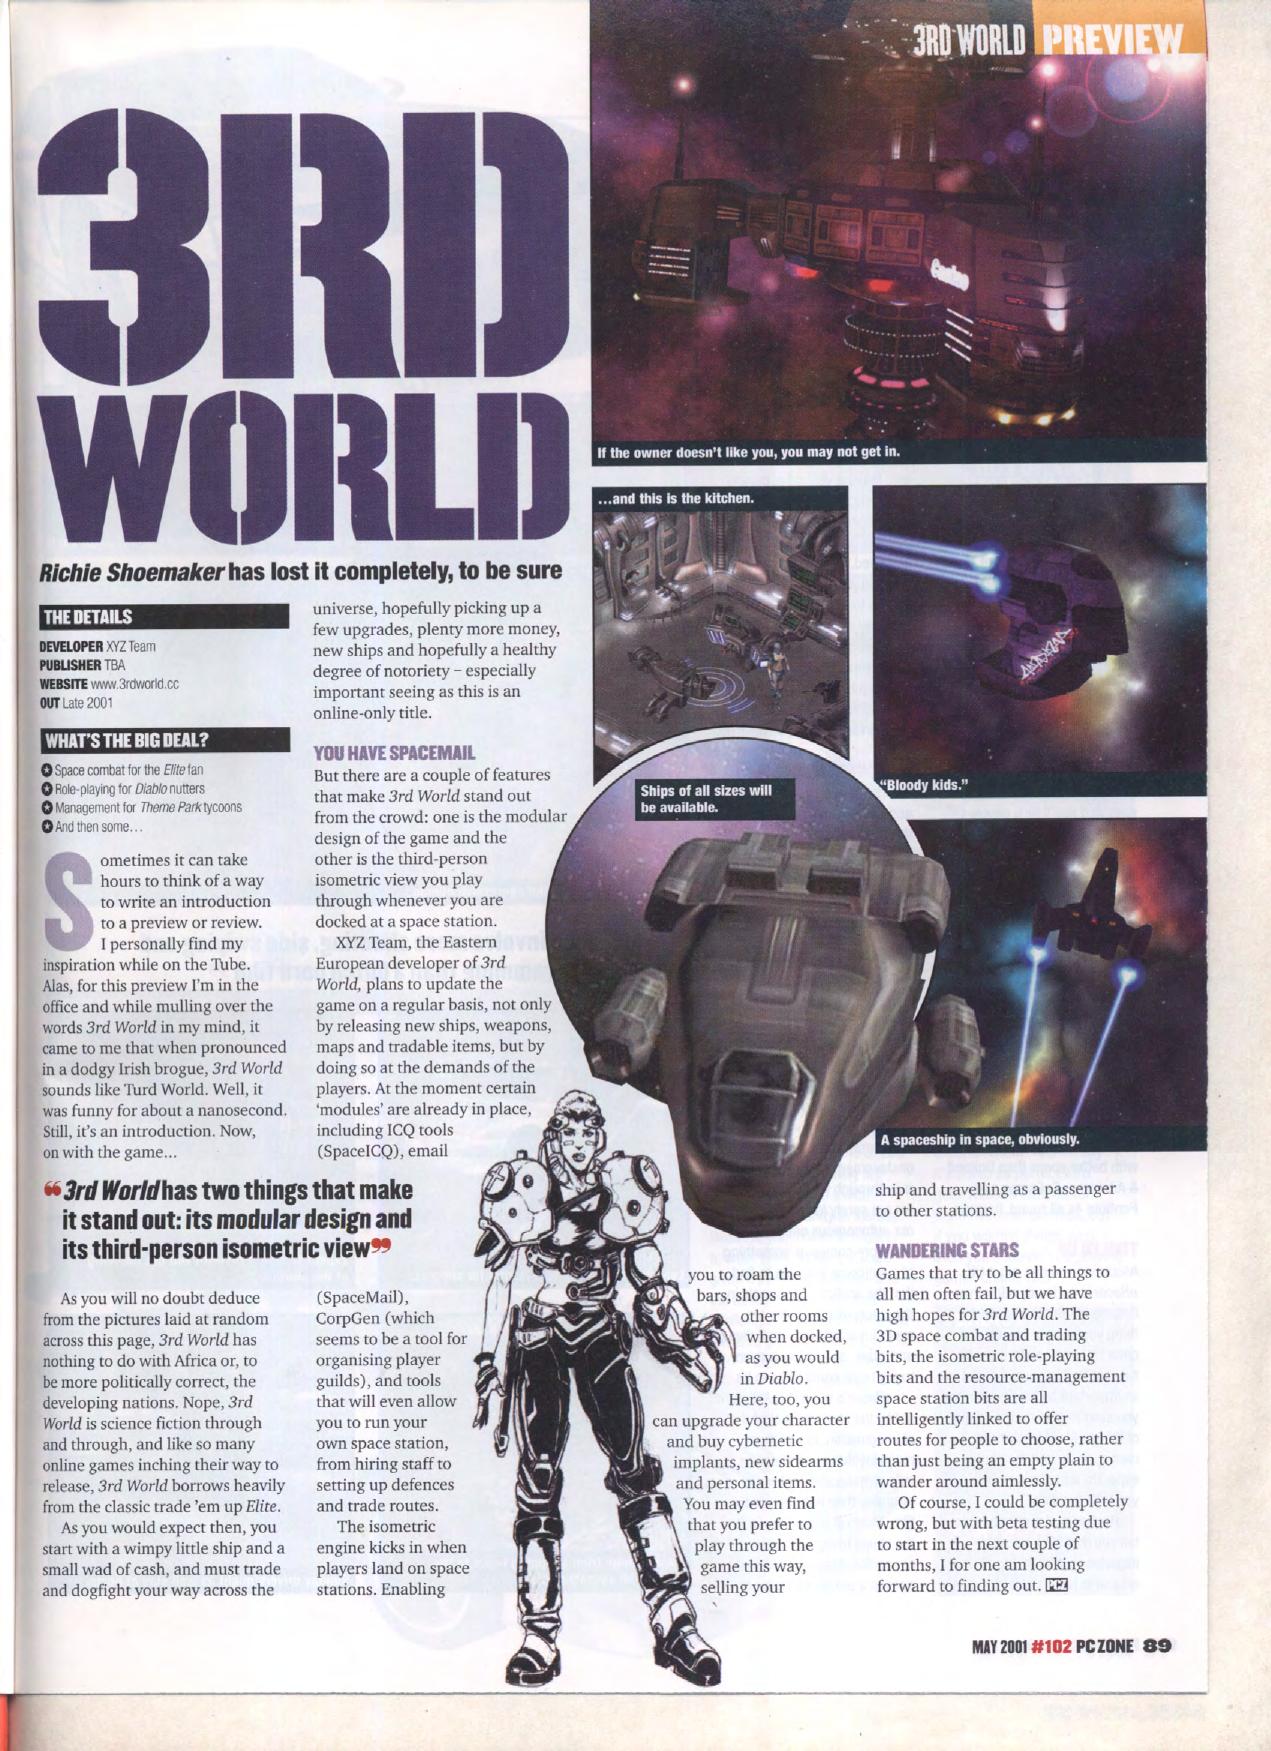 3RD WORLD PREVIEW
3RD
WORLD
Richie Shoemaker has lost it completely, to be sure
THE DETAILS
DEVELOPER XYZ Team
PUBLISHER TBA
WEBSITE www.3rdworld.cc
OUT Late 2001
WHAT'S THE BIG DEAL?
Space combat for the Elite fan
Role-playing for Diablo nutters
Management for Theme Park tycoons
And then some...
Sometimes it can take
hours to think of a way
to write an introduction
to a preview or review.
I personally find my
inspiration while on the Tube.
Alas, for this preview I'm in the
office and while mulling over the
words 3rd World in my mind, it
came to me that when pronounced
in a dodgy Irish brogue, 3rd World
sounds like Turd World. Well, it
was funny for about a nanosecond.
Still, it's an introduction. Now,
on with the game...
“3rd World has two things that make
it stand out: its modular design and
its third-person isometric view”
As you will no doubt deduce
from the pictures laid at random
across this page, 3rd World has
nothing to do with Africa or, to
be more politically correct, the
developing nations. Nope, 3rd
World is science fiction through
and through, and like so many
online games inching their way to
release, 3rd World borrows heavily
from the classic trade 'em up Elite.
As you would expect then, you
start with a wimpy little ship and a
small wad of cash, and must trade
and dogfight your way across the
universe, hopefully picking up a
few upgrades, plenty more money,
new ships and hopefully a healthy
degree of notoriety – especially
important seeing as this is an
online-only title.
YOU HAVE SPACEMAIL
But there are a couple of features
that make 3rd World stand out
from the crowd: one is the modular
design of the game and the
other is the third-person
isometric view you play
through whenever you are
docked at a space station.
XYZ Team, the Eastern
European developer of 3rd
World, plans to update the
game on a regular basis, not only
by releasing new ships, weapons,
maps and tradable items, but by
doing so at the demands of the
players. At the moment certain
'modules' are already in place,
including ICQ tools
(SpaceICQ), email
(SpaceMail),
CorpGen (which
seems to be a tool for
organising player
guilds), and tools
that will even allow
you to run your
own space station,
from hiring staff to
setting up defences
and trade routes.
The isometric
engine kicks in when
players land on space
stations. Enabling
you to roam the
bars, shops and
other rooms
when docked,
as you would
in Diablo.
Here, too, you
can upgrade your character
and buy cybernetic
implants, new sidearms
and personal items.
You may even find
that you prefer to
play through the
game this way,
selling your
ship and travelling as a passenger
to other stations.
WANDERING STARS
Games that try to be all things to
all men often fail, but we have
high hopes for 3rd World. The
3D space combat and trading
bits, the isometric role-playing
bits and the resource-management
space station bits are all
intelligently linked to offer
routes for people to choose, rather
than just being an empty plain to
wander around aimlessly.
Of course, I could be completely
wrong, but with beta testing due
to start in the next couple of
months, I for one am looking
forward to finding out. PCZ
Casino
If the owner doesn't like you, you may not get in.
...and this is the kitchen.
"Bloody kids."
Ships of all sizes will
be available.
A spaceship in space, obviously.
MAY 2001 #102 PC ZONE 89